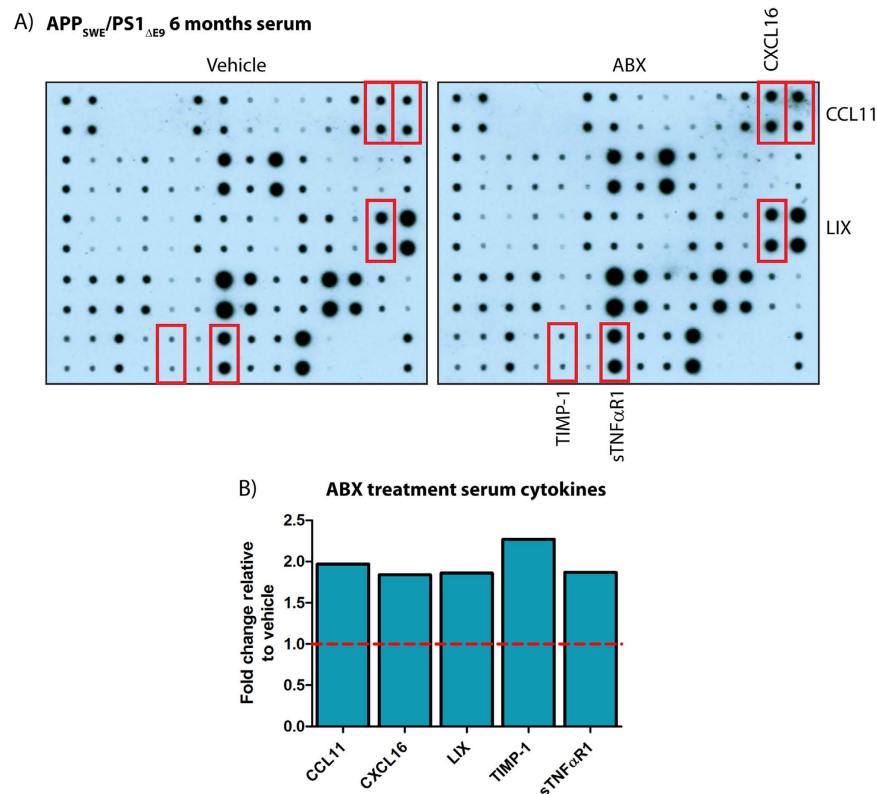 A) APP_SWE/PS1_ΔE9 6 months serum
Vehicle
ABX
CXCL16
CCL11
LIX
TIMP-1
sTNFαR1
B) ABX treatment serum cytokines
Fold change relative
to vehicle
2.5
2.0
1.5
1.0
0.5
0.0
CCL11
CXCL16
LIX
TIMP-1
sTNFαR1